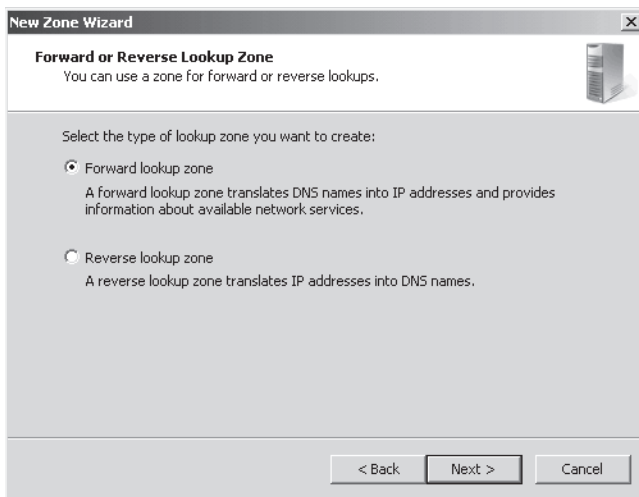 New Zone Wizard
Forward or Reverse Lookup Zone
You can use a zone for forward or reverse lookups.
Select the type of lookup zone you want to create:
Forward lookup zone
A forward lookup zone translates DNS names into IP addresses and provides
information about available network services.
Reverse lookup zone
A reverse lookup zone translates IP addresses into DNS names.
< Back
Next >
Cancel